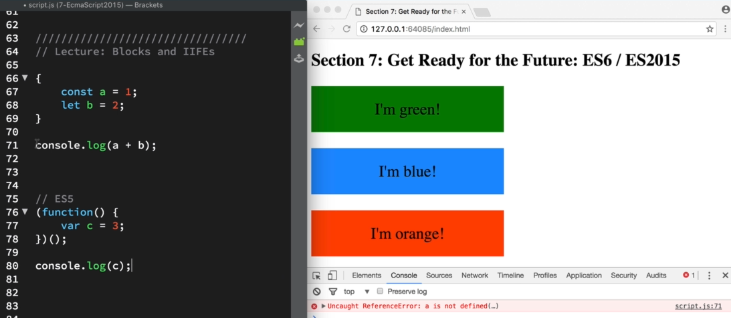 script.js (7-EcmaScript2015) — Brackets
61
62
63 /////////////////////////////////
64 // Lecture: Blocks and IIFEs
65
66 {
67 const a = 1;
68 let b = 2;
69 }
70
71 console.log(a + b);
72
73
74
75 // ES5
76 (function() {
77 var c = 3;
78 })();
79
80 console.log(c);
81
82
83
84
Section 7: Get Ready for the F
127.0.0.1:64085/index.html
Section 7: Get Ready for the Future: ES6 / ES2015
I'm green!
I'm blue!
I'm orange!
Elements Console Sources Network Timeline Profiles Application Security Audits 1
top Preserve log
Uncaught ReferenceError: a is not defined(…) script.js:71